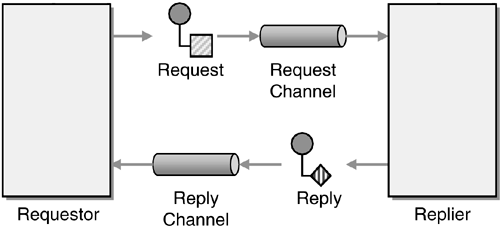 Request
Request
Channel
Reply
Channel
Reply
Requestor
Replier